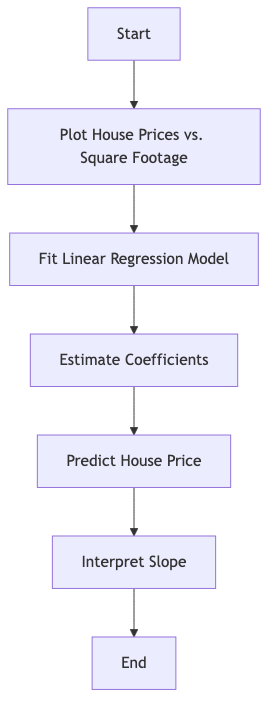 Start
Plot House Prices vs.
Square Footage
Fit Linear Regression Model
Estimate Coefficients
Predict House Price
Interpret Slope
End